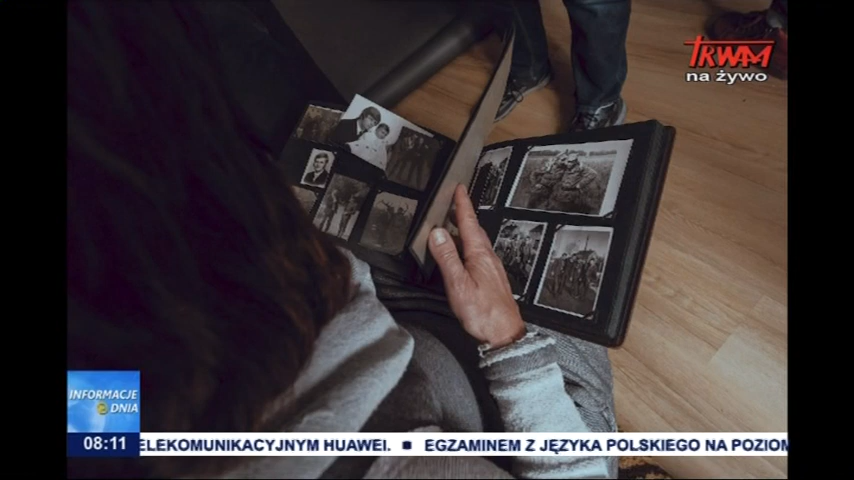 TRWAM
na żywo
INFORMACJE
DNIA
08:11 ELEKOMUNIKACYJNYM HUAWEI. ■ EGZAMINEM Z JĘZYKA POLSKIEGO NA POZIOM